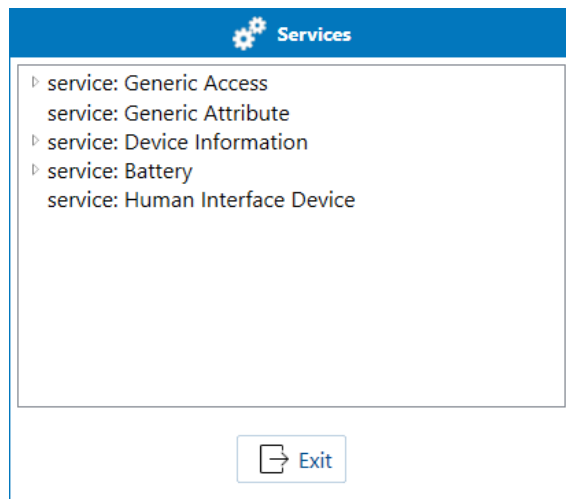 Services
service: Generic Access
service: Generic Attribute
service: Device Information
service: Battery
service: Human Interface Device
Exit